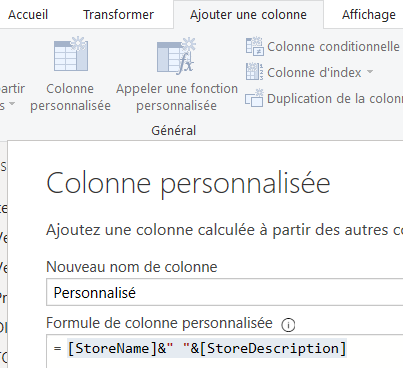 Accueil Transformer Ajouter une colonne Affichage
Colonne conditionnelle
Colonne d'index
Duplication de la colon
Colonne personnalisée
Appeler une fonction personnalisée
Général
Colonne personnalisée
Ajoutez une colonne calculée à partir des autres co
Nouveau nom de colonne
Personnalisé
Formule de colonne personnalisée
= [StoreName]&" "&[StoreDescription]